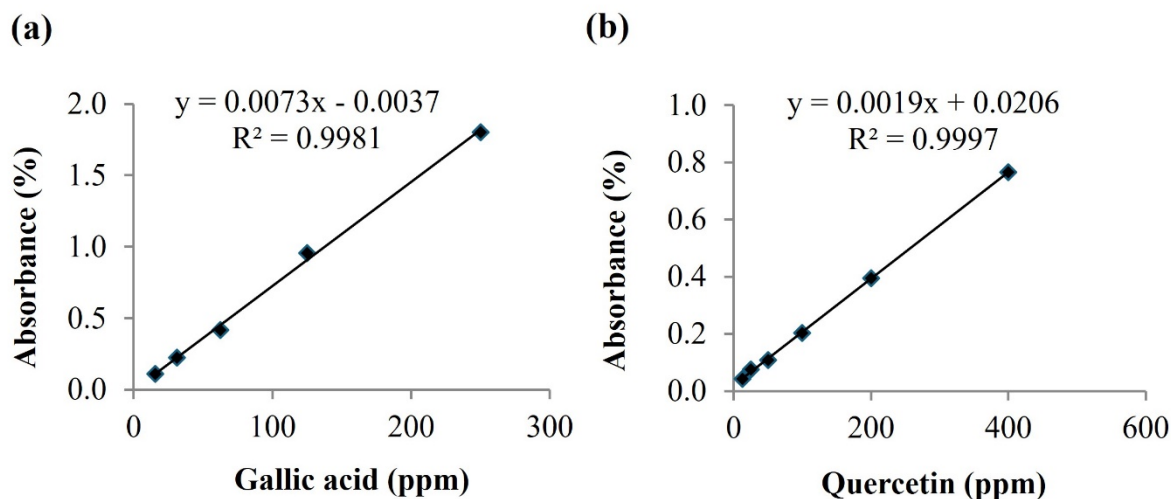 (a)
y = 0.0073x - 0.0037
R² = 0.9981
Absorbance (%)
2.0
1.5
1.0
0.5
0.0
0 100 200 300
Gallic acid (ppm)
(b)
y = 0.0019x + 0.0206
R² = 0.9997
Absorbance (%)
1.0
0.8
0.6
0.4
0.2
0.0
0 200 400 600
Quercetin (ppm)